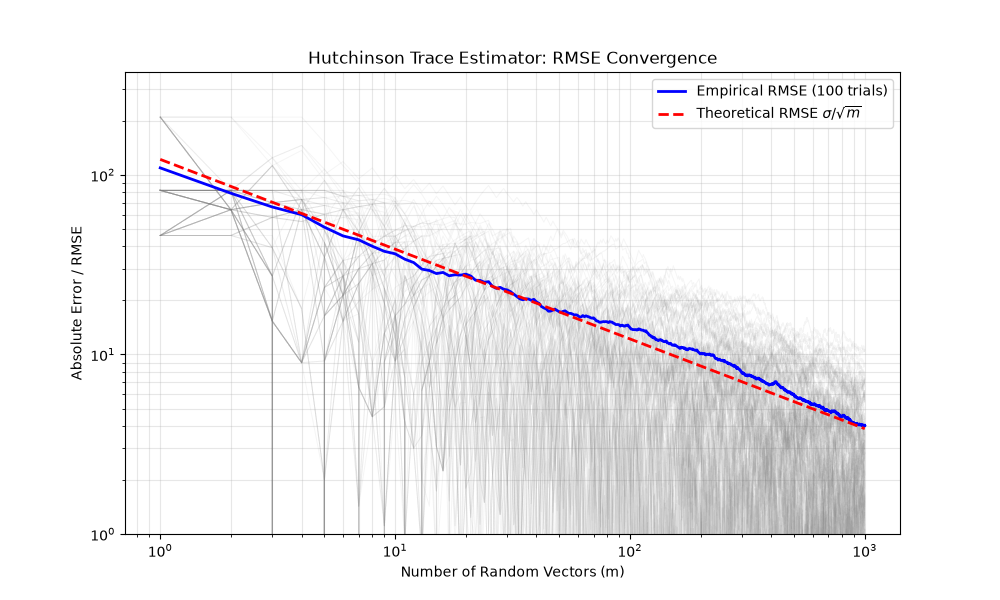 Hutchinson Trace Estimator: RMSE Convergence
Empirical RMSE (100 trials)
Theoretical RMSE σ/√m
Absolute Error / RMSE
10²
10¹
10⁰
10⁰ 10¹ 10² 10³
Number of Random Vectors (m)